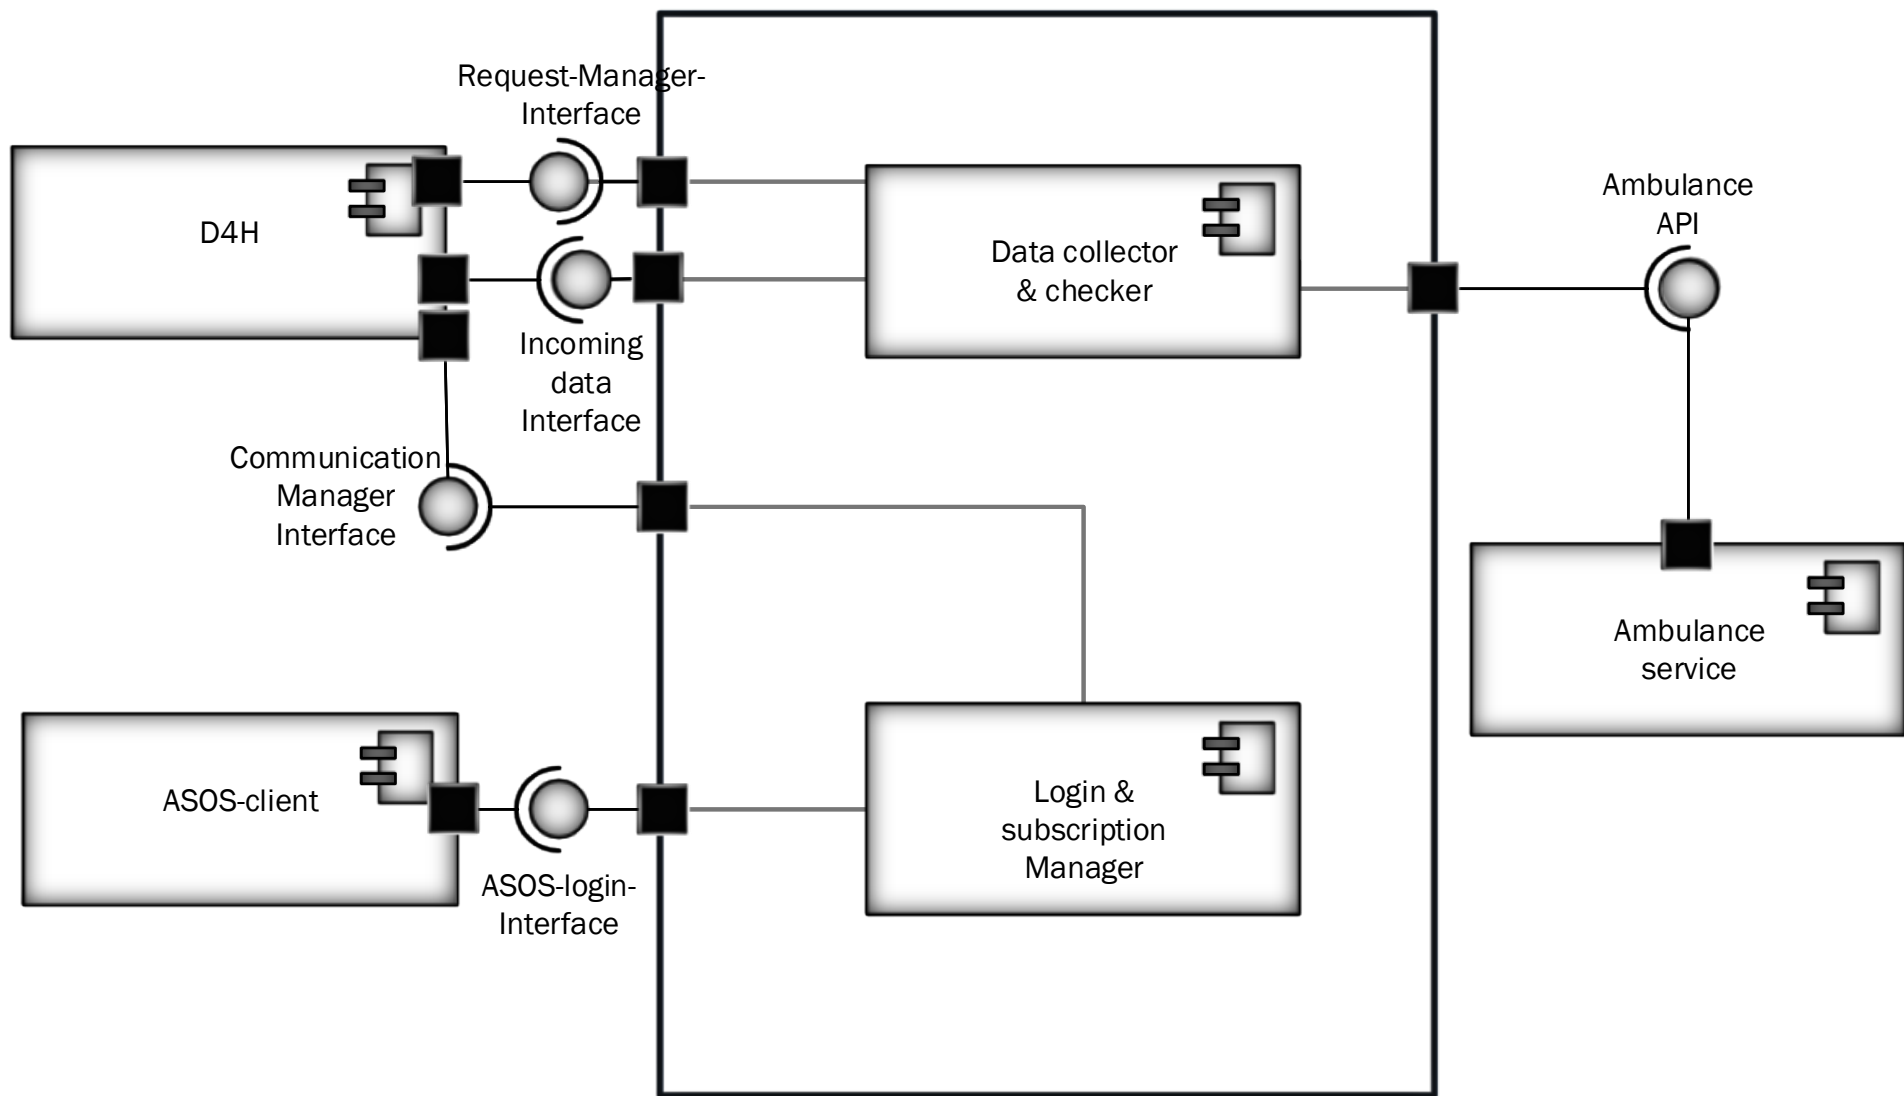 Request-Manager-
Interface
D4H
Data collector
& checker
Ambulance
API
Incoming
data
Interface
Communication
Manager
Interface
Ambulance
service
ASOS-client
Login &
subscription
Manager
ASOS-login-
Interface